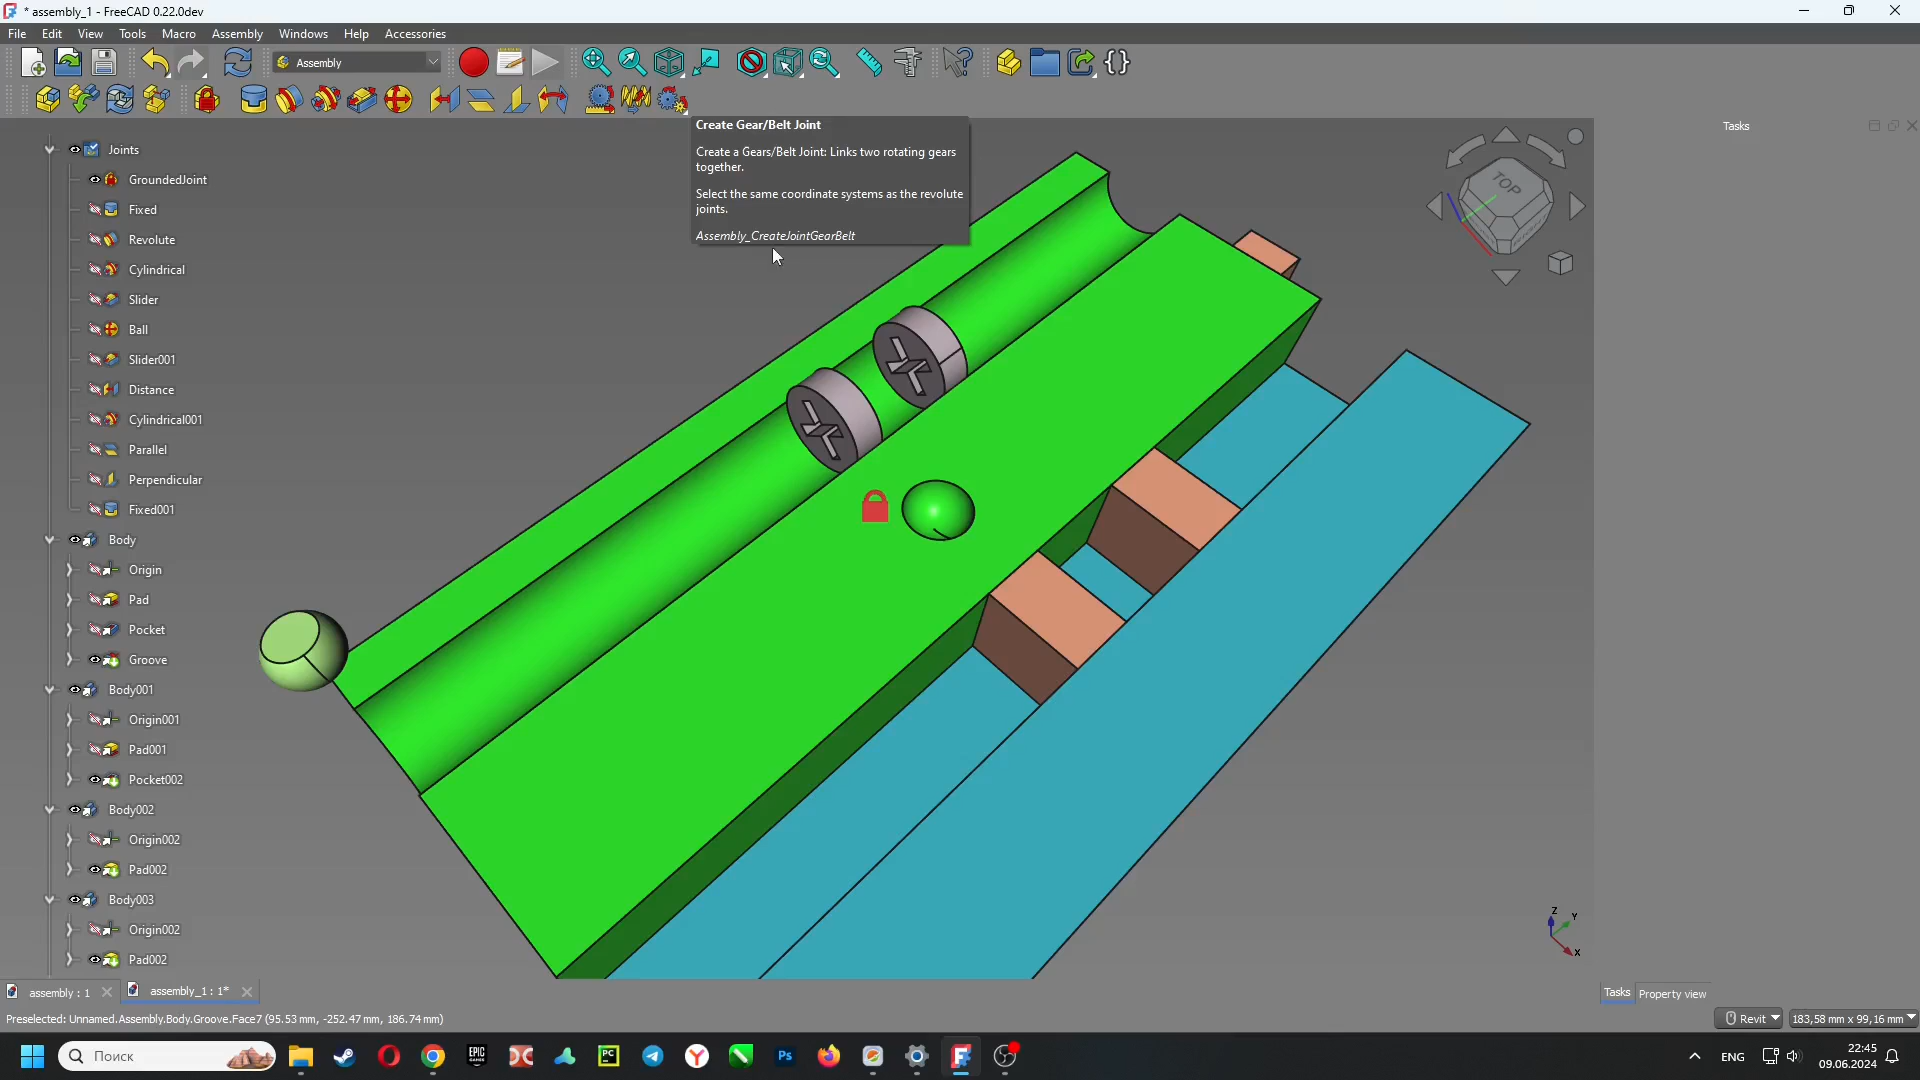 * assembly_1 - FreeCAD 0.22.0dev
File Edit View Tools Macro Assembly Windows Help Accessories
Assembly
Create Gear/Belt Joint
Create a Gears/Belt Joint: Links two rotating gears
together.
Select the same coordinate systems as the revolute
joints.
Assembly_CreateJointGearBelt
Tasks
TOP
Joints
GroundedJoint
Fixed
Revolute
Cylindrical
Slider
Ball
Slider001
Distance
Cylindrical001
Parallel
Perpendicular
Fixed001
Body
Origin
Pad
Pocket
Groove
Body001
Origin001
Pad001
Pocket002
Body002
Origin002
Pad002
Body003
Origin002
Pad002
Z
Y
X
assembly : 1
assembly_1 : 1*
Tasks
Property view
Preselected: Unnamed.Assembly.Body.Groove.Face7 (95.53 mm, -252.47 mm, 186.74 mm)
Revit
183,58 mm x 99,16 mm
Поиск
EPIC
GAMES
PC
Ps
ENG
22:45
09.06.2024